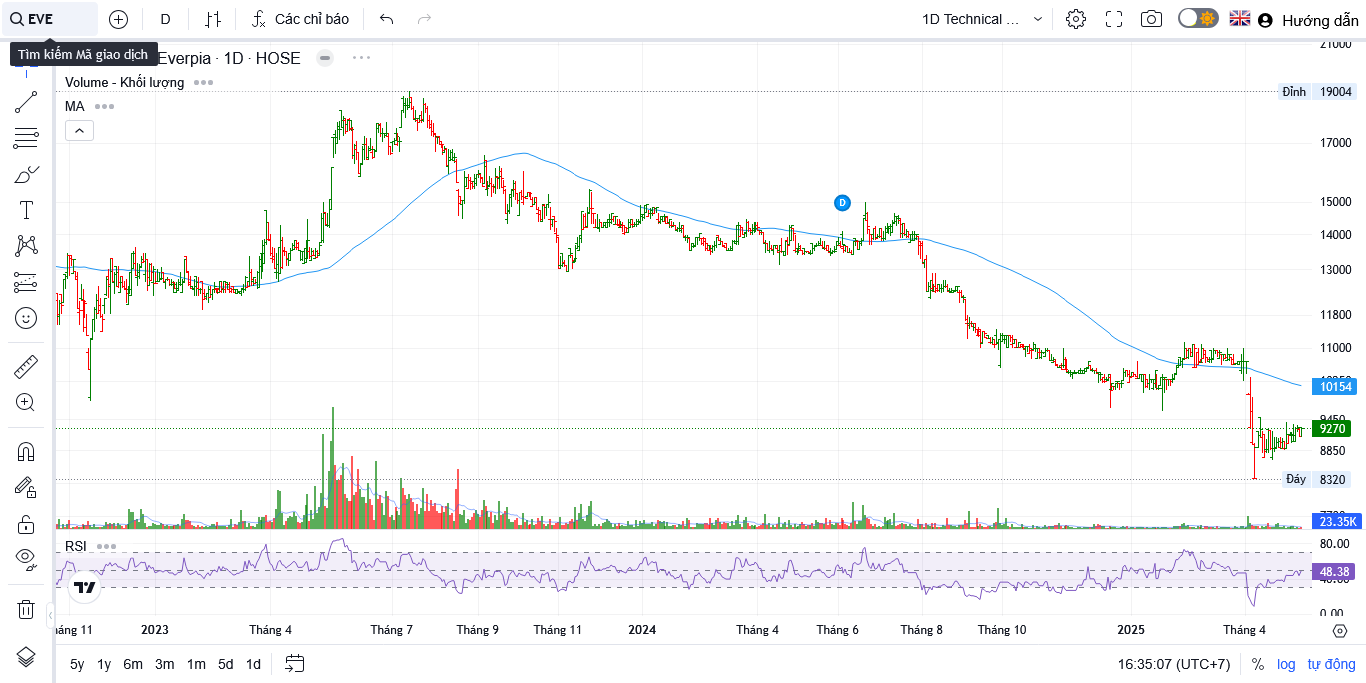 EVE
D
Các chỉ báo
1D Technical ...
Hướng dẫn
Tìm kiếm Mã giao dịch
Everpia · 1D · HOSE
Volume - Khối lượng
MA
21000
Đỉnh 19004
17000
15000
14000
13000
11800
11000
10154
9450
9270
8850
Đáy 8320
23.35K
D
RSI
80.00
48.38
40.00
0.00
háng 11 2023 Tháng 4 Tháng 7 Tháng 9 Tháng 11 2024 Tháng 4 Tháng 6 Tháng 8 Tháng 10 2025 Tháng 4
5y 1y 6m 3m 1m 5d 1d
16:35:07 (UTC+7) % log tự động